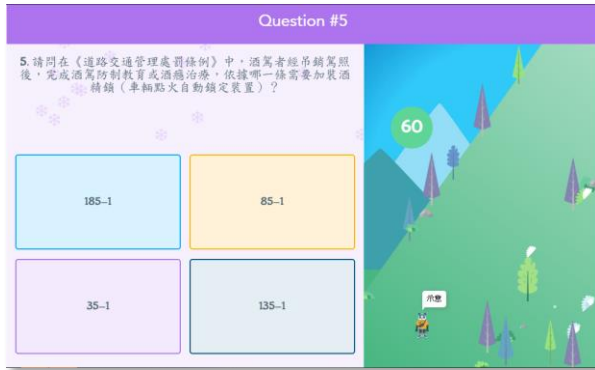 Question #5
5. 請問在《道路交通管理處罰條例》中，酒駕者經吊銷駕照
後，完成酒駕防制教育或酒癮治療，依據哪一條需要加裝酒
精鎖（車輛點火自動鎖定裝置）？
60
185-1
85-1
35-1
135-1
示意